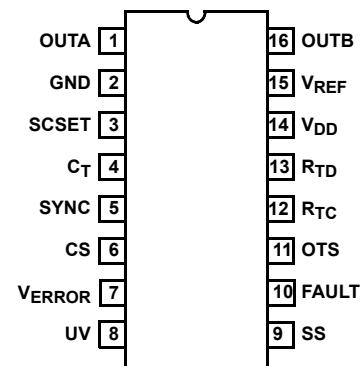 OUTA 1 16 OUTB
GND 2 15 VREF
SCSET 3 14 VDD
CT 4 13 RTD
SYNC 5 12 RTC
CS 6 11 OTS
VERROR 7 10 FAULT
UV 8 9 SS